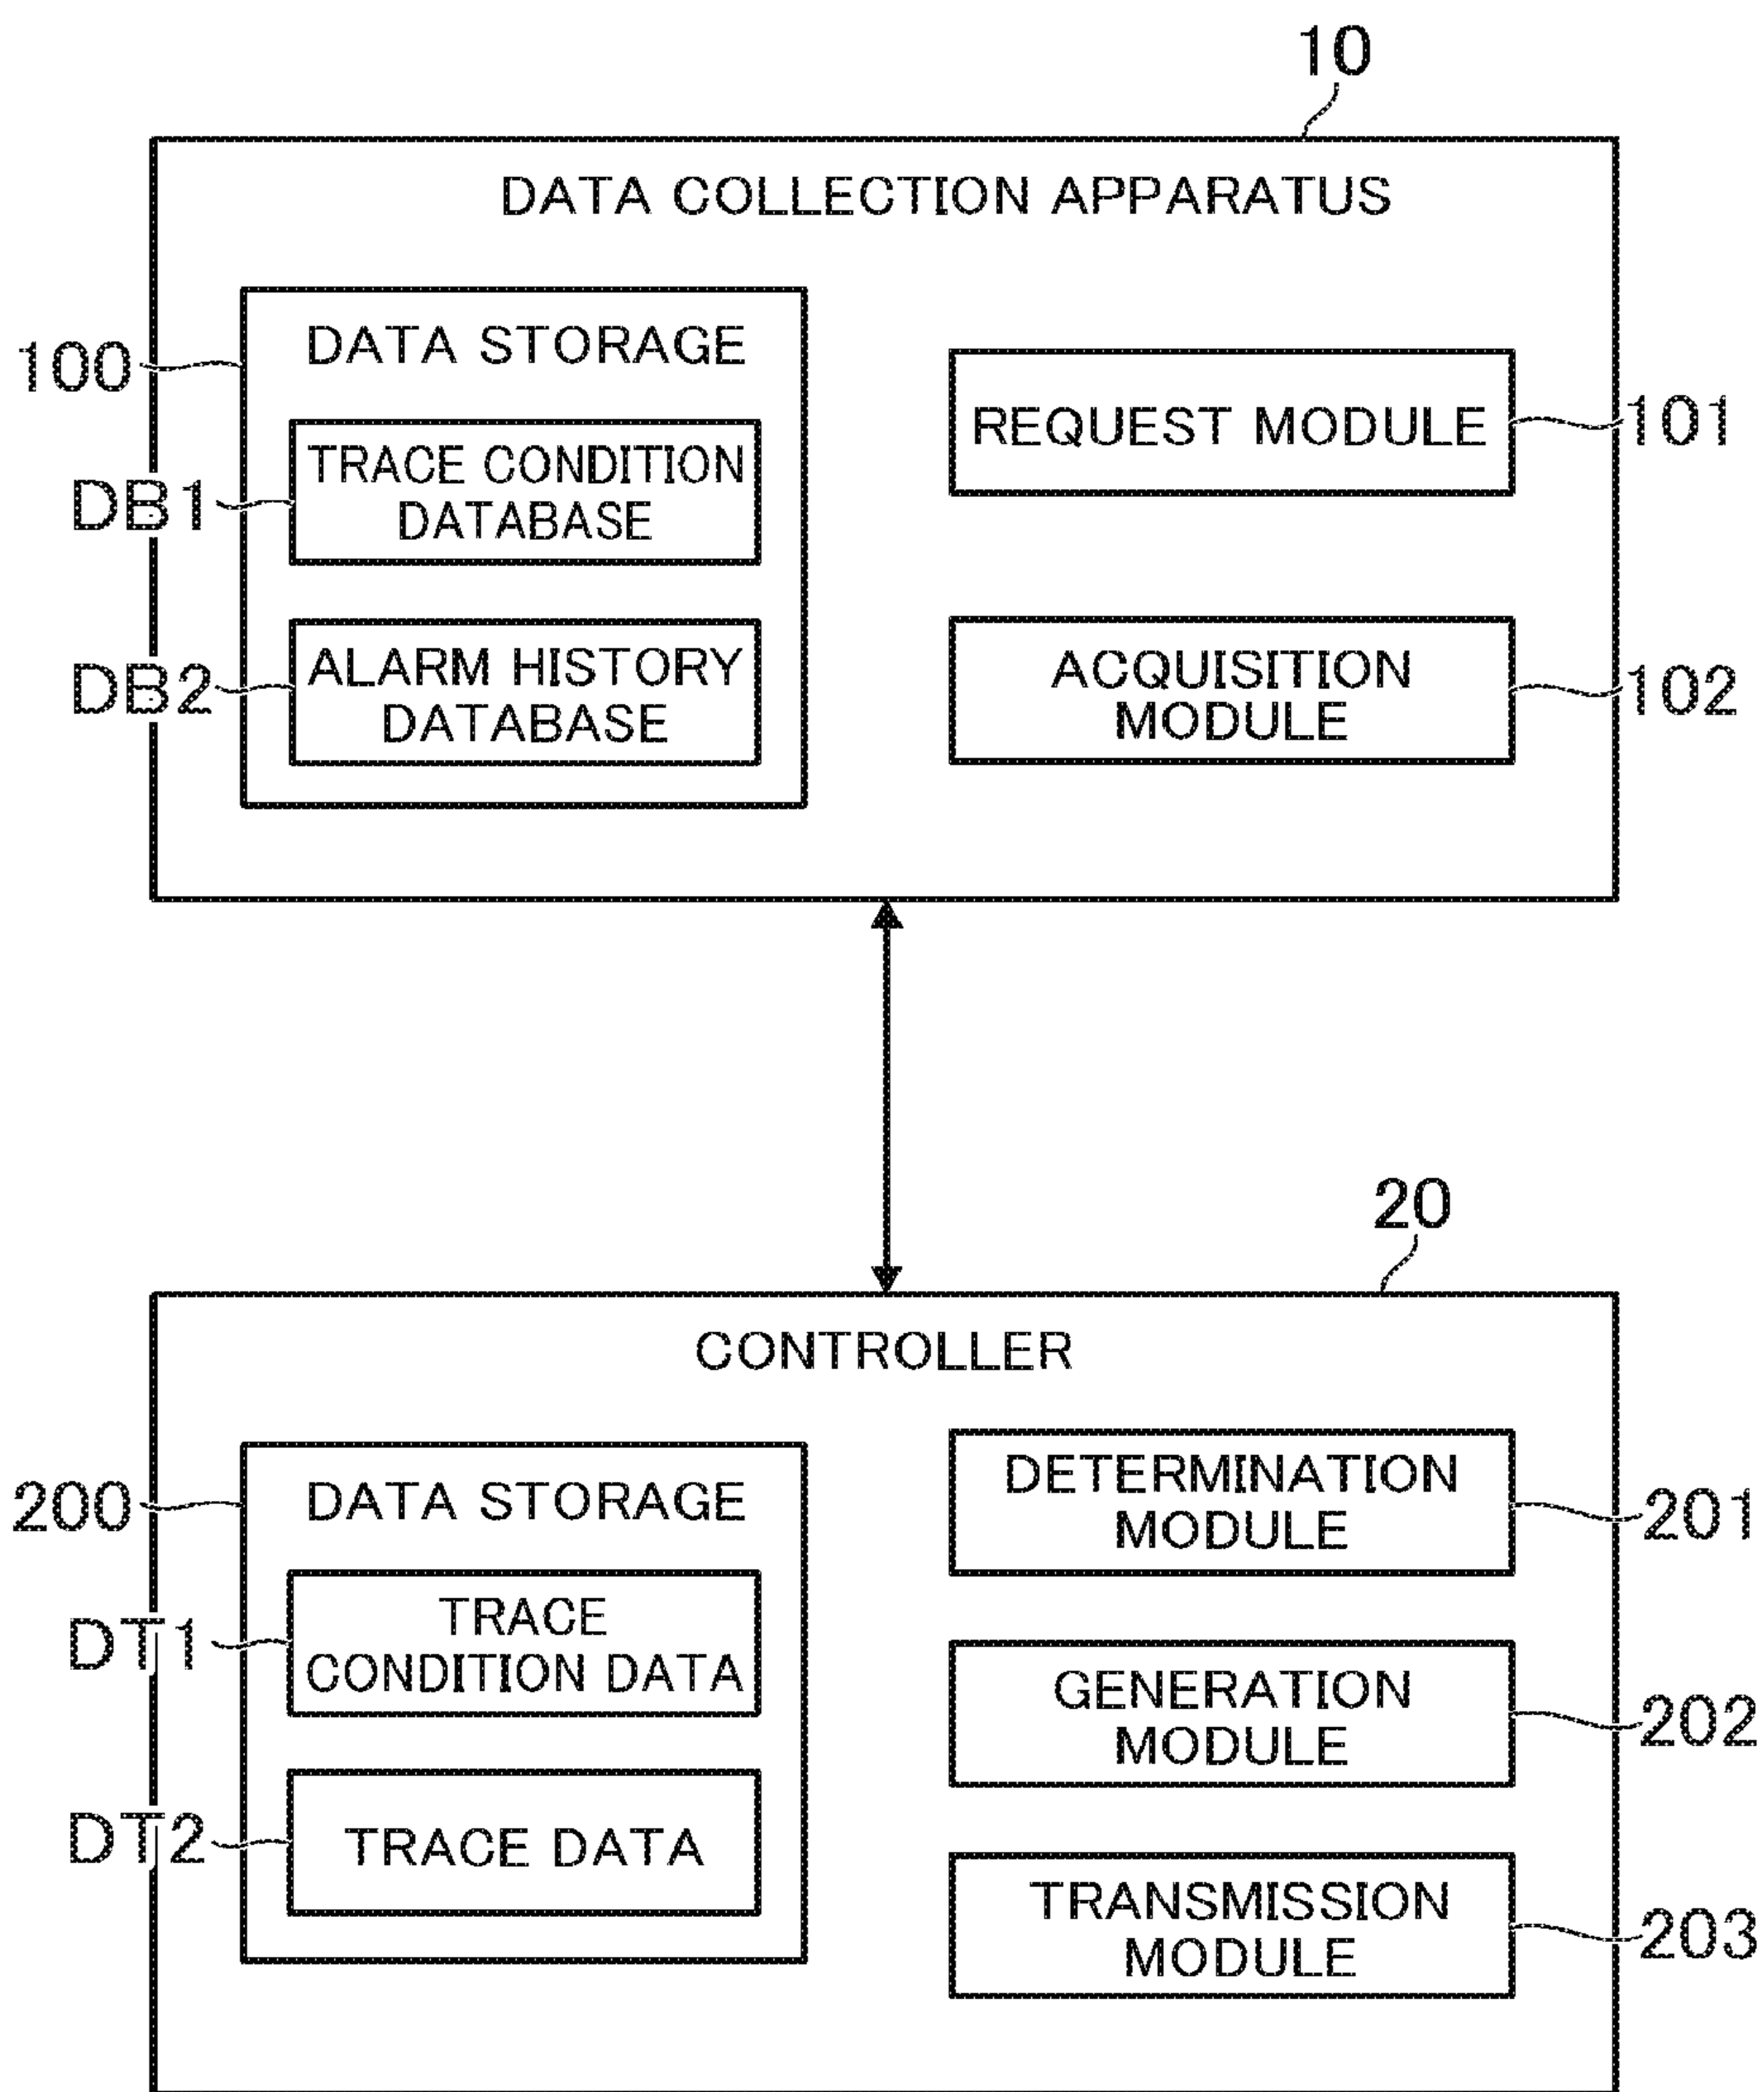 10
DATA COLLECTION APPARATUS
100
DATA STORAGE
DB1
TRACE CONDITION
DATABASE
DB2
ALARM HISTORY
DATABASE
REQUEST MODULE
101
ACQUISITION
MODULE
102
20
CONTROLLER
200
DATA STORAGE
DT1
TRACE
CONDITION DATA
DT2
TRACE DATA
DETERMINATION
MODULE
201
GENERATION
MODULE
202
TRANSMISSION
MODULE
203